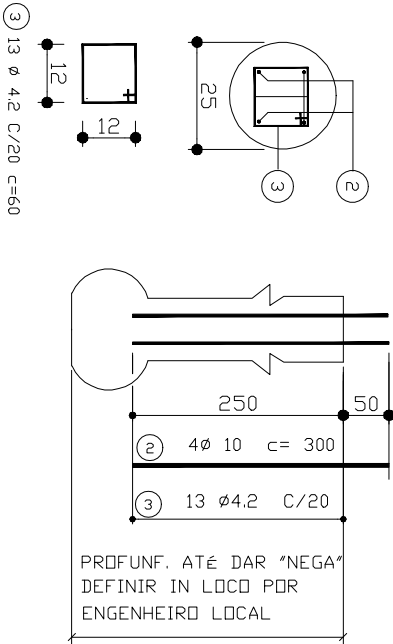 3
13 ø 4.2 C/20 c=60
12
12
25
3
2
250
50
2 4ø 10 c= 300
3 13 ø4.2 C/20
PROFUNF. ATÉ DAR "NEGA"
DEFINIR IN LOCO POR
ENGENHEIRO LOCAL